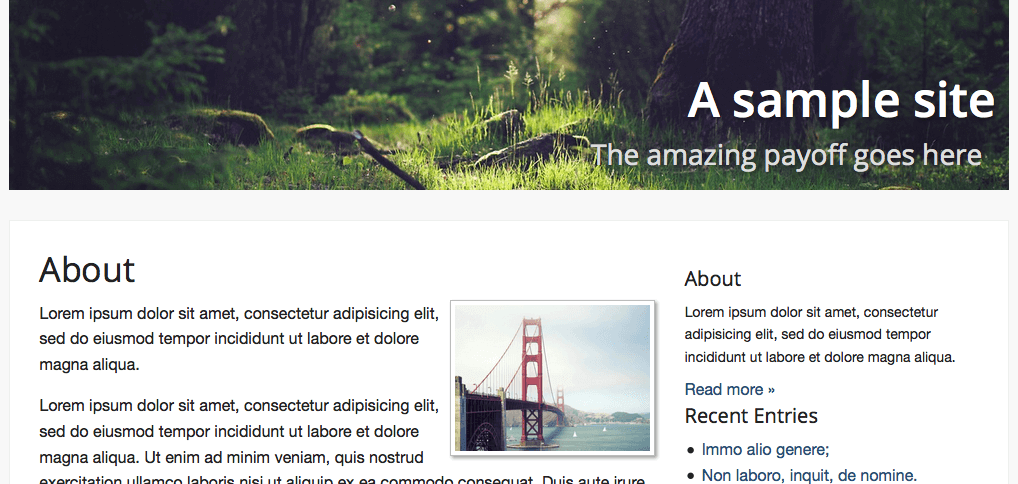 A sample site
The amazing payoff goes here
About
Lorem ipsum dolor sit amet, consectetur adipisicing elit,
sed do eiusmod tempor incididunt ut labore et dolore
magna aliqua.
Lorem ipsum dolor sit amet, consectetur adipisicing elit,
sed do eiusmod tempor incididunt ut labore et dolore
magna aliqua. Ut enim ad minim veniam, quis nostrud
exercitation ullamco laboris nisi ut aliquip ex ea commodo consequat. Duis aute irure
About
Lorem ipsum dolor sit amet, consectetur
adipisicing elit, sed do eiusmod tempor
incididunt ut labore et dolore magna aliqua.
Read more »
Recent Entries
• Immo alio genere;
• Non laboro, inquit, de nomine.